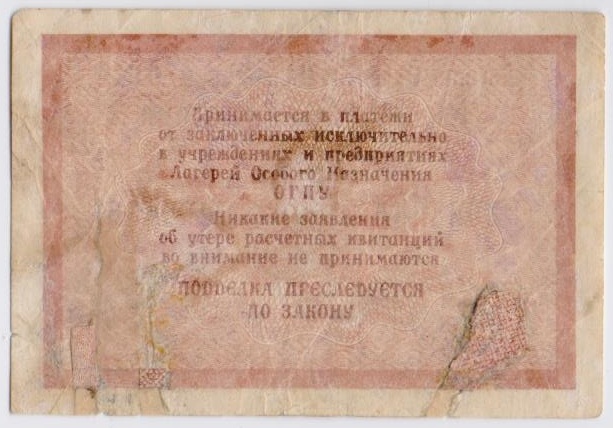 Принимается в платежи
от заключенных исключительно
в учреждениях и предприятиях
Лагерей Особого Назначения
ОГПУ
Никакие заявления
об утере расчетных квитанций
во внимание не принимаются
ПОДДЕЛКА ПРЕСЛЕДУЕТСЯ
ПО ЗАКОНУ